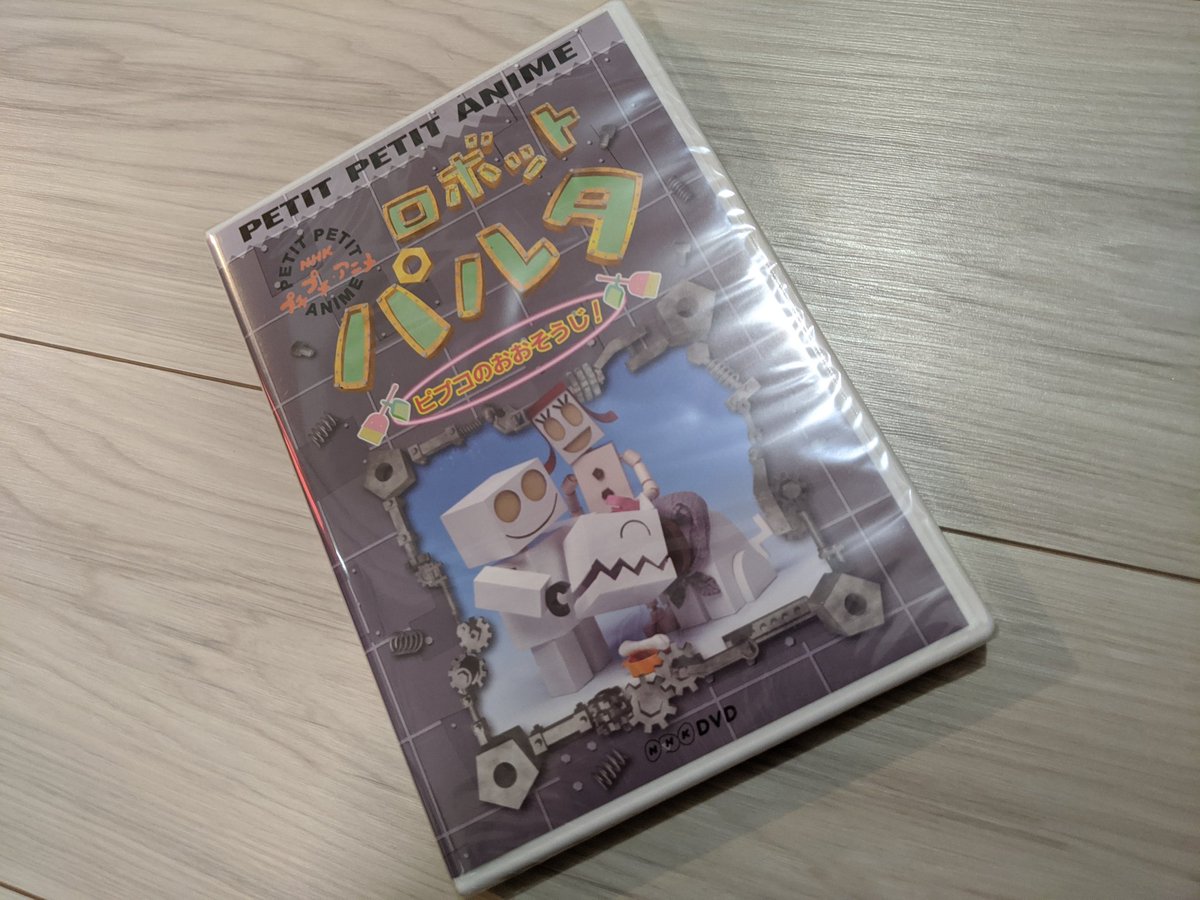 PETIT PETIT ANIME
ロボット
パルタ
PETIT PETIT
NHK
プチプチ・アニメ
ANIME
ピプコのおおそうじ!
NHK DVD